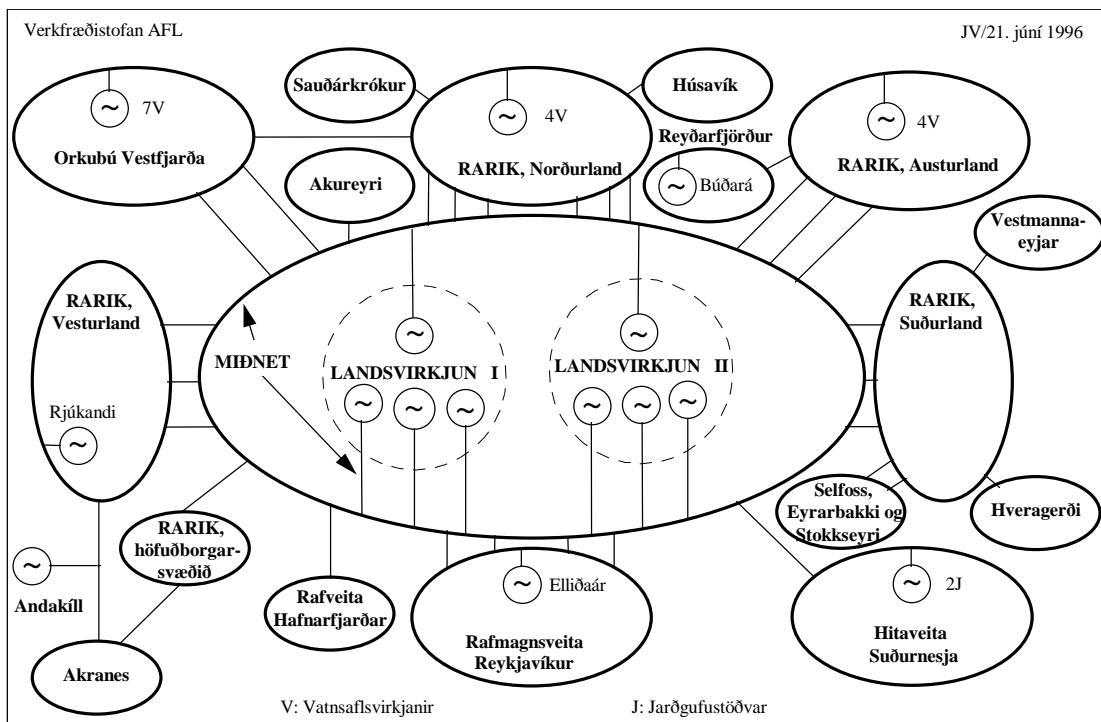 Verkfræðistofan AFL
JV/21. júní 1996
Sauðárkrókur
Húsavík
~ 7V
~ 4V
~ 4V
Orkubú Vestfjarða
RARIK, Norðurland
Reyðarfjörður
RARIK, Austurland
Akureyri
~ Búðará
Vestmanna-
eyjar
RARIK,
Vesturland
RARIK,
Suðurland
~
~
MIÐNET
LANDSVIRKJUN I
LANDSVIRKJUN II
~ ~ ~
~ ~ ~
Rjúkandi
~
Selfoss,
Eyrarbakki og
Stokkseyri
Hveragerði
RARIK,
höfuðborgar-
svæðið
~
Andakíll
Rafveita
Hafnarfjarðar
~ Elliðaár
~ 2J
Rafmagnsveita
Reykjavíkur
Hitaveita
Suðurnesja
Akranes
V: Vatnsaflsvirkjanir
J: Jarðgufustöðvar